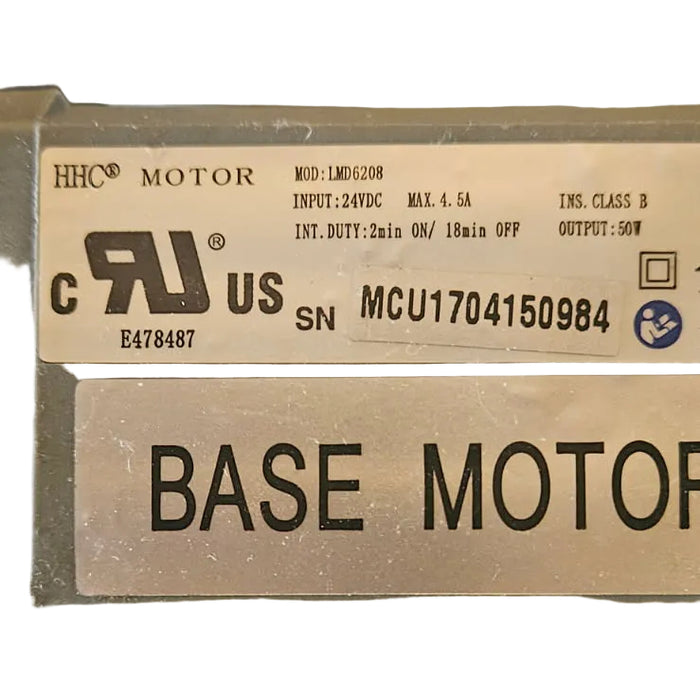 HHC® MOTOR
MOD:LMD6208
INPUT:24VDC MAX.4.5A INS.CLASS B
INT.DUTY:2min ON/ 18min OFF OUTPUT:50W
C RU® US
E478487
SN MCU1704150984
BASE MOTOR